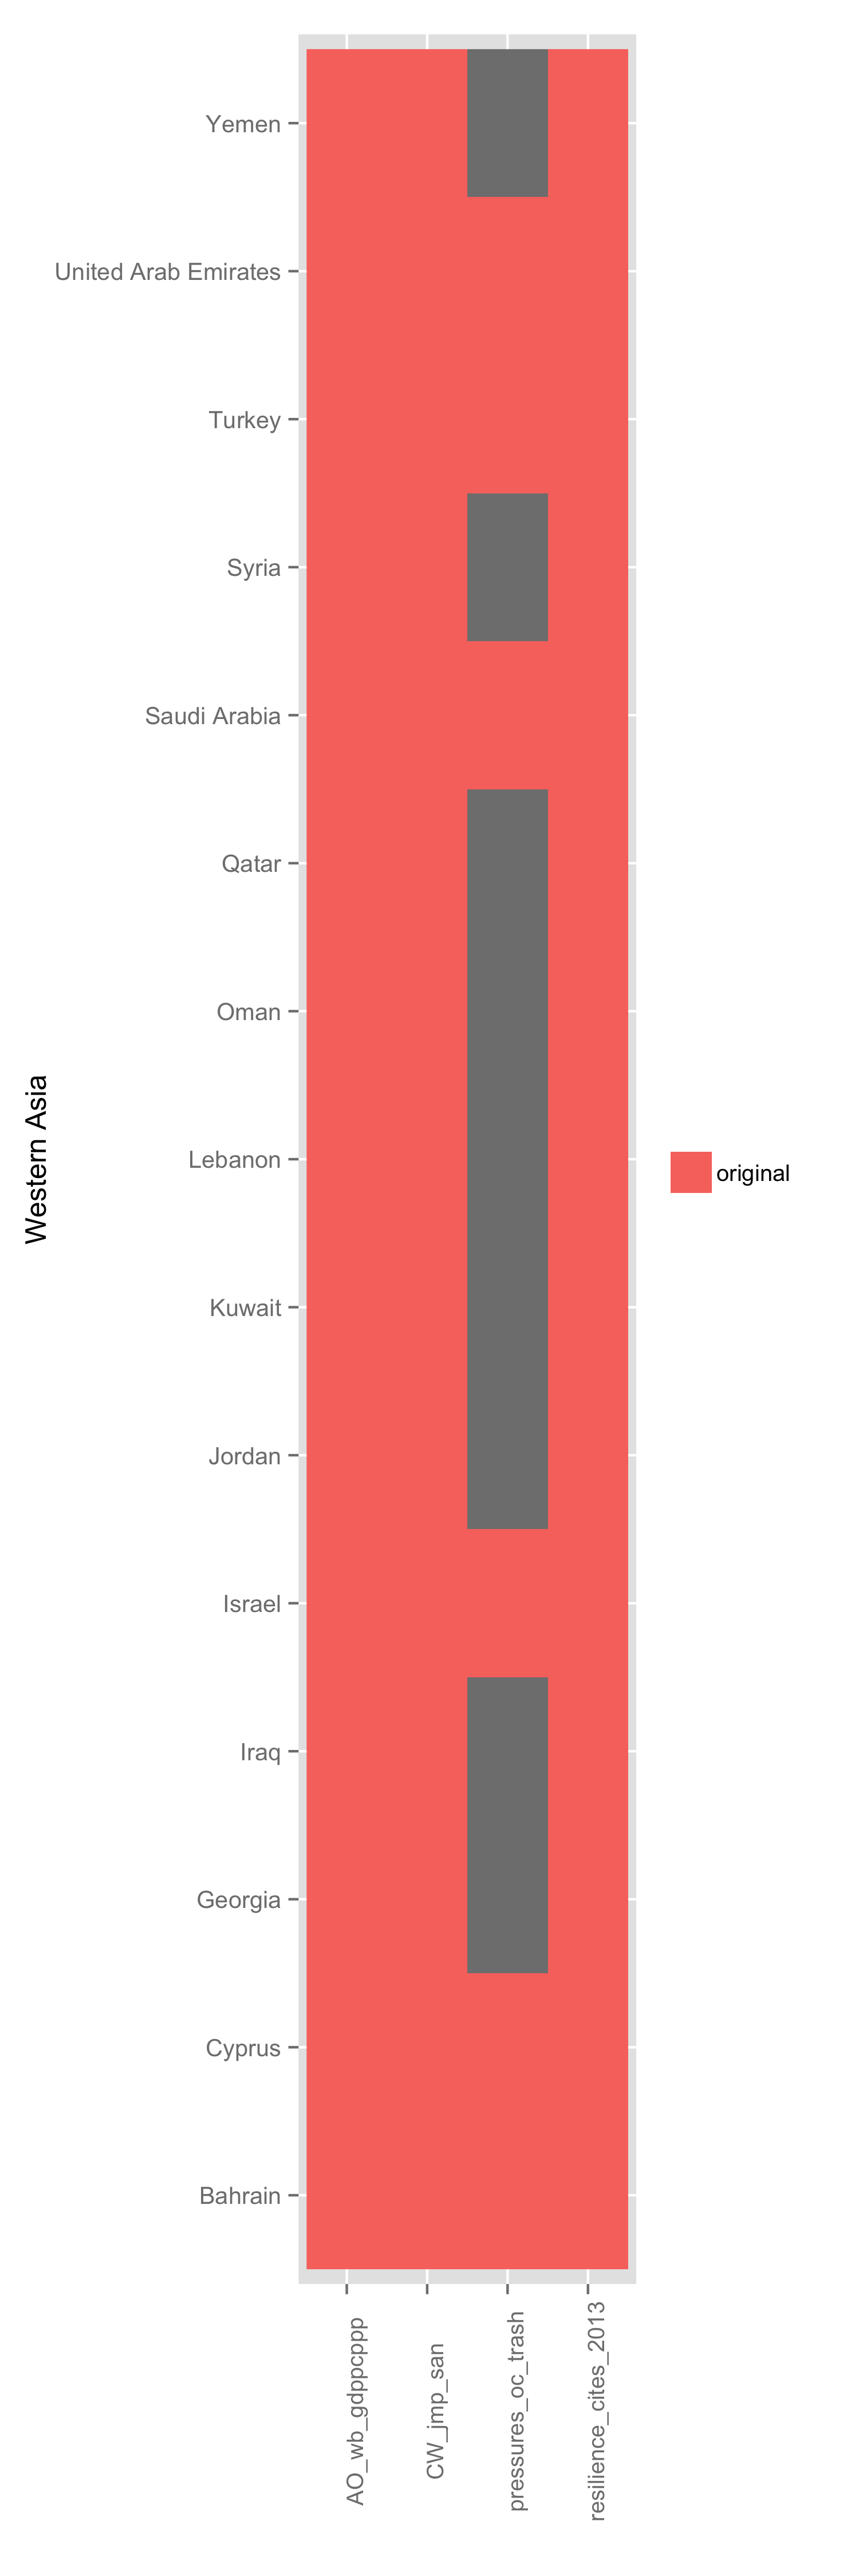 Western Asia
Yemen
United Arab Emirates
Turkey
Syria
Saudi Arabia
Qatar
Oman
Lebanon
Kuwait
Jordan
Israel
Iraq
Georgia
Cyprus
Bahrain
AO_wb_gdppcppp
CW_jmp_san
pressures_oc_trash
resilience_cites_2013
original